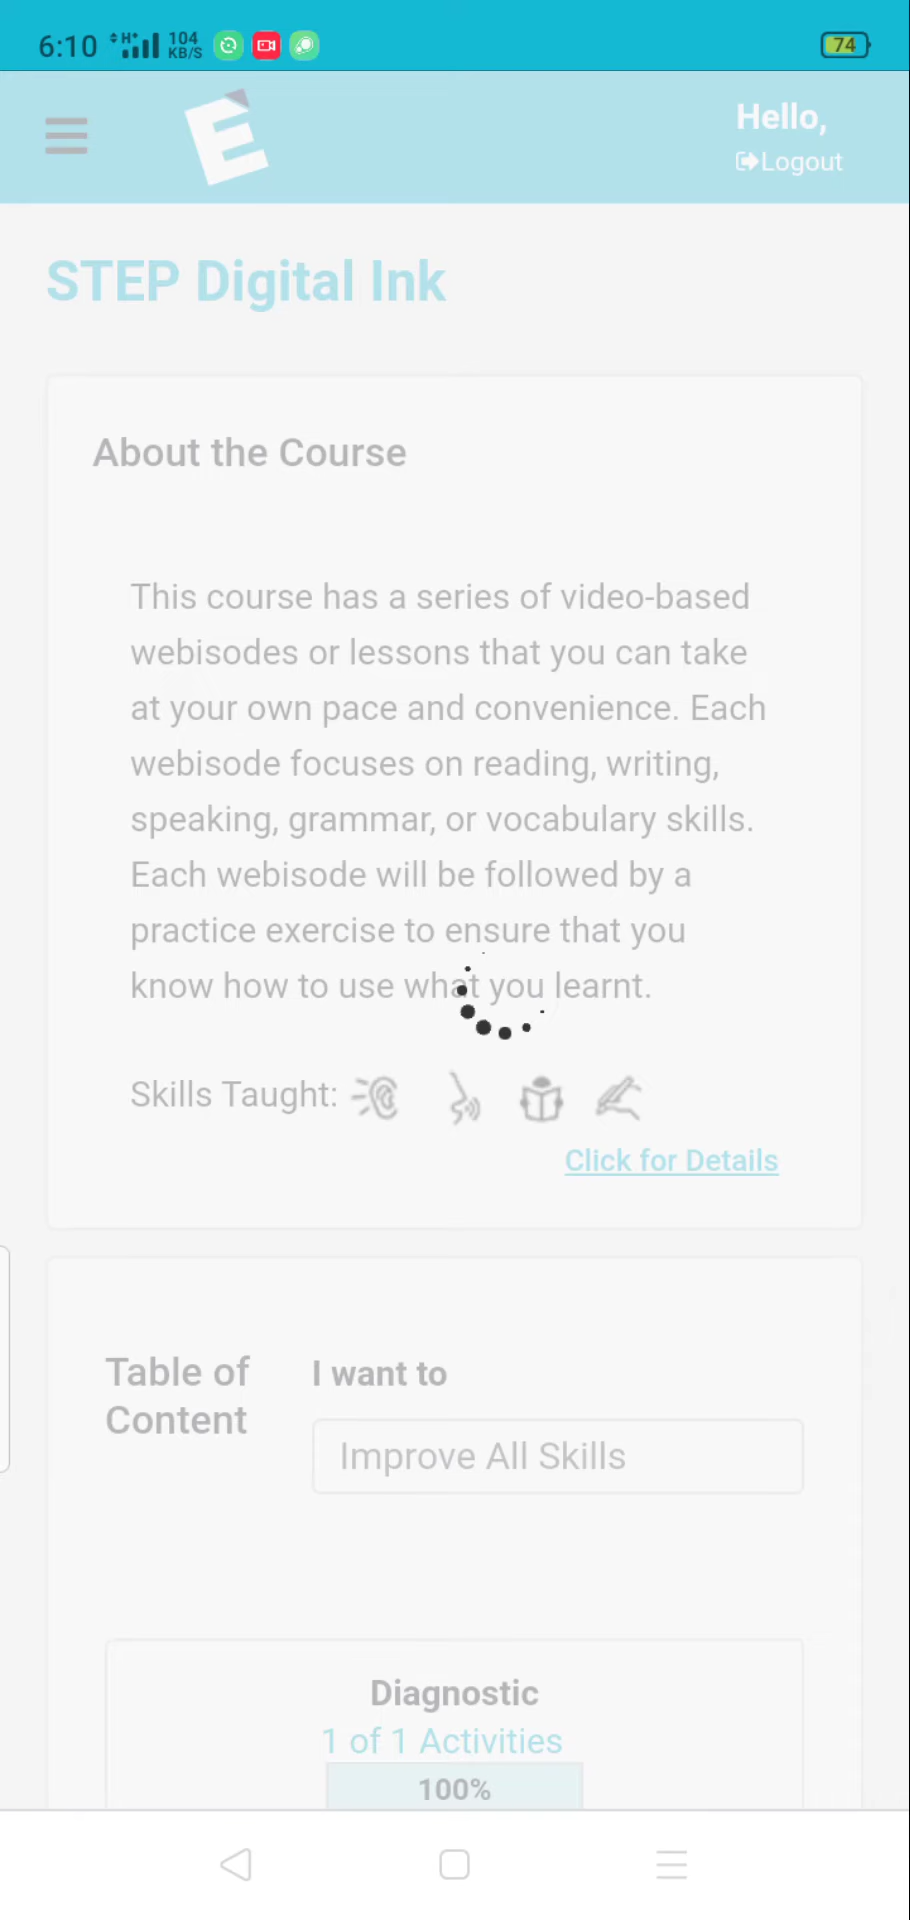 6:10 H+ 104 KB/S 74
E
Hello,
Logout
STEP Digital Ink
About the Course
This course has a series of video-based
webisodes or lessons that you can take
at your own pace and convenience. Each
webisode focuses on reading, writing,
speaking, grammar, or vocabulary skills.
Each webisode will be followed by a
practice exercise to ensure that you
know how to use what you learnt.
Skills Taught:
Click for Details
Table of
Content
I want to
Improve All Skills
Diagnostic
1 of 1 Activities
100%